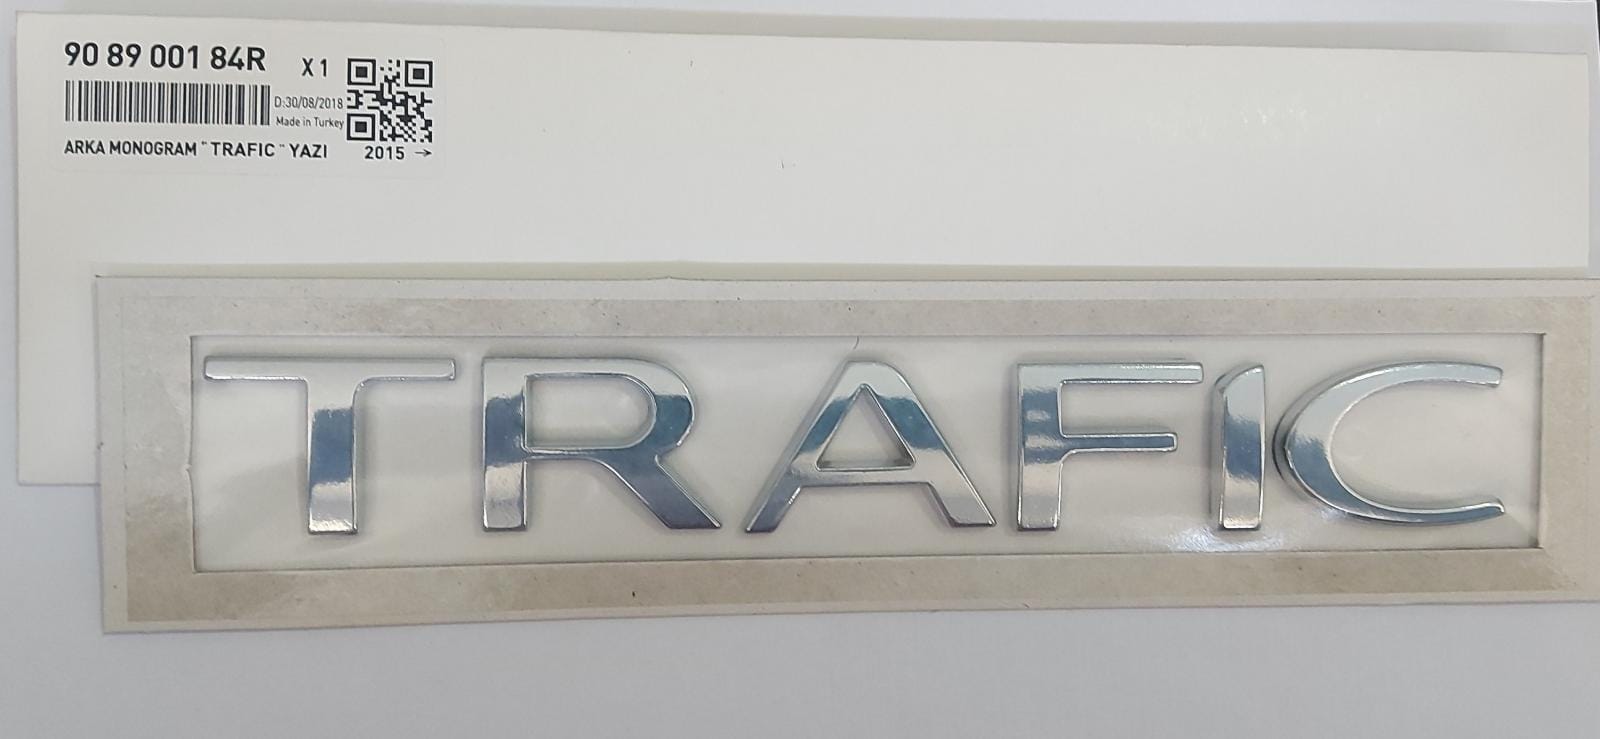 90 89 001 84R X 1
D:30/08/2018
Made in Turkey
ARKA MONOGRAM "TRAFIC" YAZI 2015 →
TRAFIC